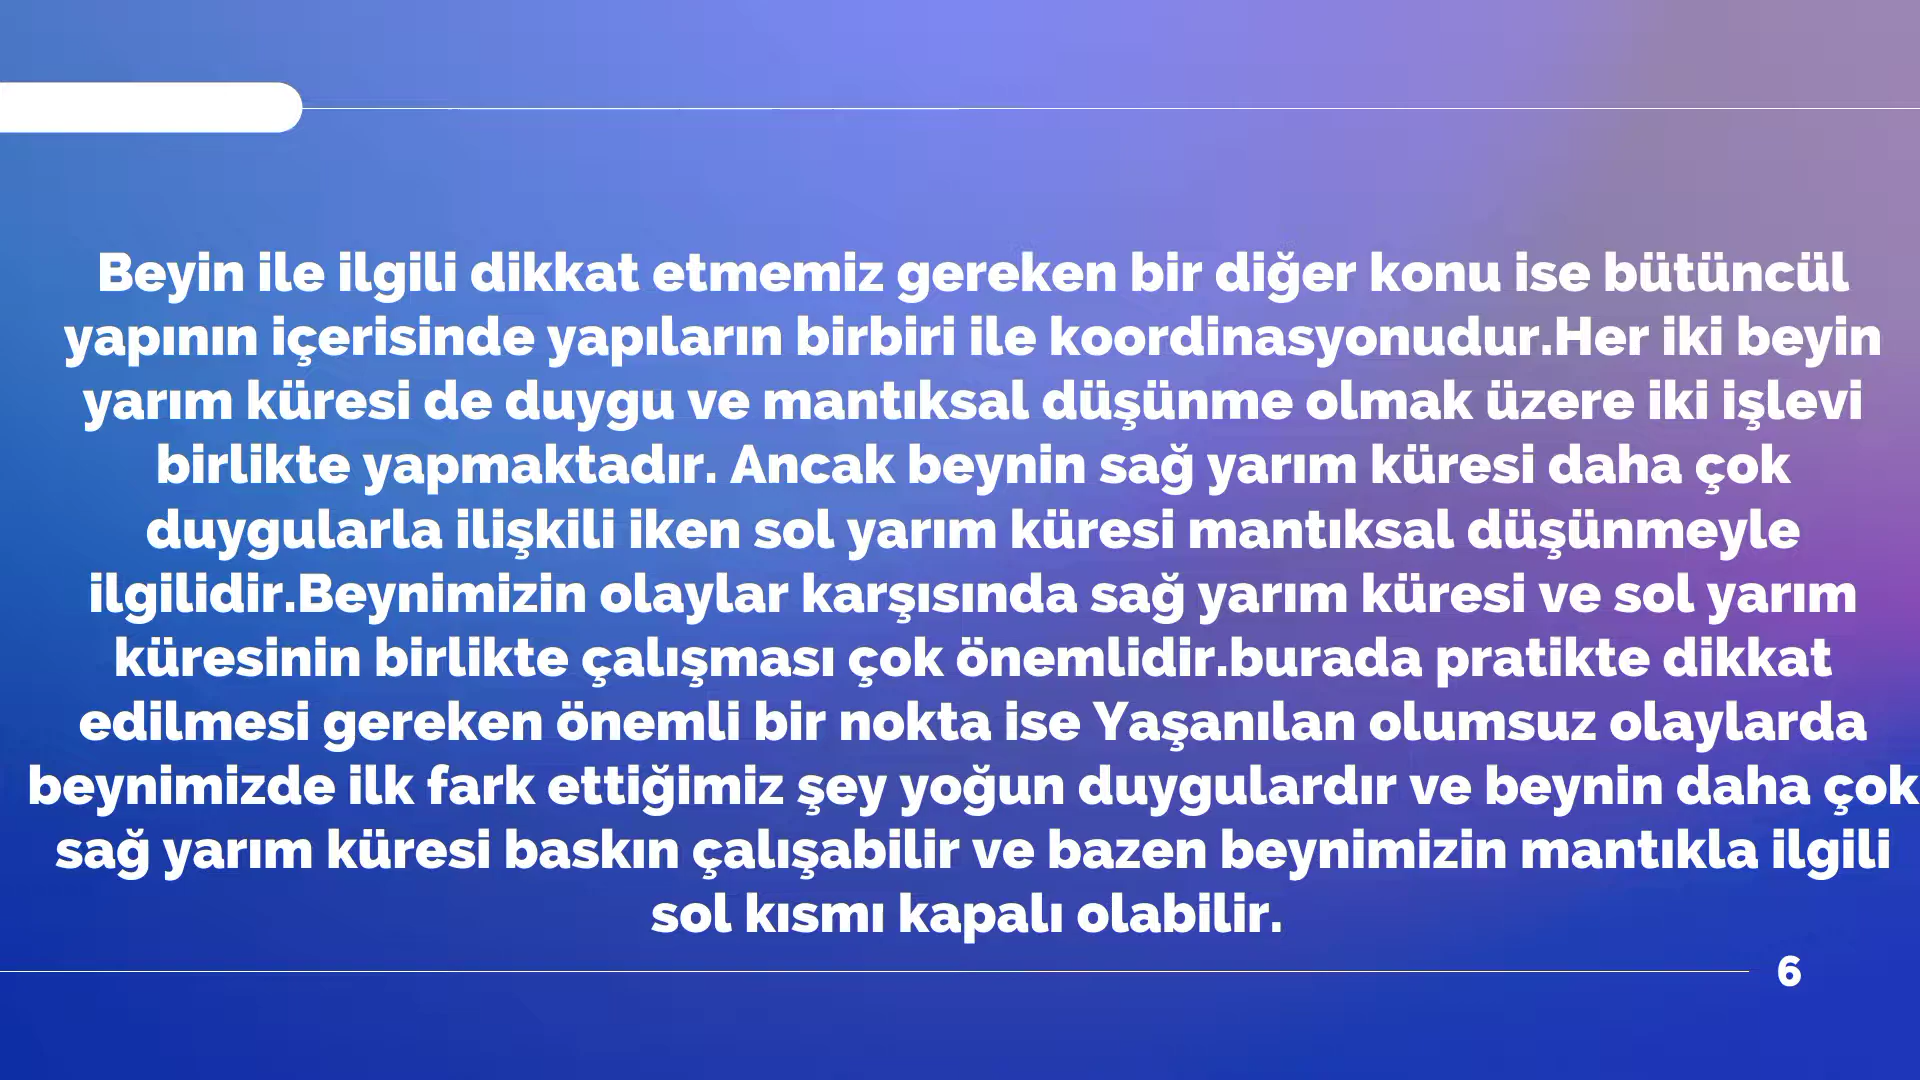 Beyin ile ilgili dikkat etmemiz gereken bir diğer konu ise bütüncül
yapının içerisinde yapıların birbiri ile koordinasyonudur.Her iki beyin
yarım küresi de duygu ve mantıksal düşünme olmak üzere iki işlevi
birlikte yapmaktadır. Ancak beynin sağ yarım küresi daha çok
duygularla ilişkili iken sol yarım küresi mantıksal düşünmeyle
ilgilidir.Beynimizin olaylar karşısında sağ yarım küresi ve sol yarım
küresinin birlikte çalışması çok önemlidir.burada pratikte dikkat
edilmesi gereken önemli bir nokta ise Yaşanılan olumsuz olaylarda
beynimizde ilk fark ettiğimiz şey yoğun duygulardır ve beynin daha çok
sağ yarım küresi baskın çalışabilir ve bazen beynimizin mantıkla ilgili
sol kısmı kapalı olabilir.
6